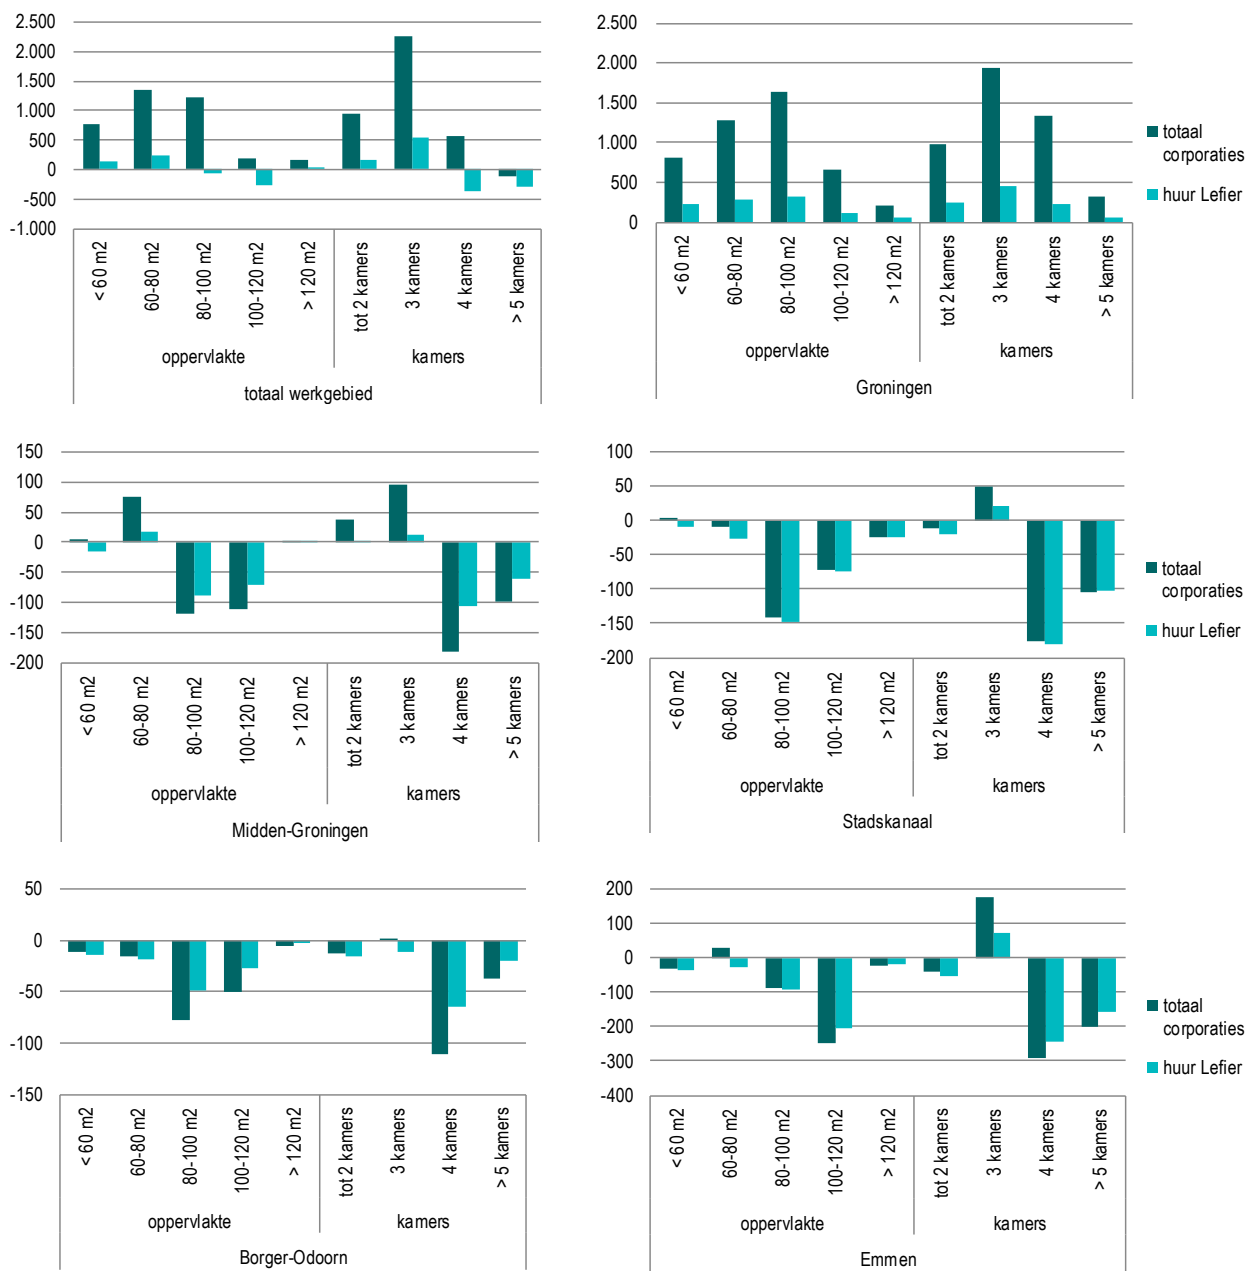 2.500
2.000
1.500
1.000
500
0
-500
-1.000
< 60 m2
60-80 m2
80-100 m2
100-120 m2
> 120 m2
tot 2 kamers
3 kamers
4 kamers
> 5 kamers
oppervlakte
kamers
totaal werkgebied
2.500
2.000
1.500
1.000
500
0
< 60 m2
60-80 m2
80-100 m2
100-120 m2
> 120 m2
tot 2 kamers
3 kamers
4 kamers
> 5 kamers
oppervlakte
kamers
Groningen
totaal
corporaties
huur Lefier
150
100
50
0
-50
-100
-150
-200
< 60 m2
60-80 m2
80-100 m2
100-120 m2
> 120 m2
tot 2 kamers
3 kamers
4 kamers
> 5 kamers
oppervlakte
kamers
Midden-Groningen
100
50
0
-50
-100
-150
-200
< 60 m2
60-80 m2
80-100 m2
100-120 m2
> 120 m2
tot 2 kamers
3 kamers
4 kamers
> 5 kamers
oppervlakte
kamers
Stadskanaal
totaal
corporaties
huur Lefier
50
0
-50
-100
-150
< 60 m2
60-80 m2
80-100 m2
100-120 m2
> 120 m2
tot 2 kamers
3 kamers
4 kamers
> 5 kamers
oppervlakte
kamers
Borger-Odoorn
200
100
0
-100
-200
-300
-400
< 60 m2
60-80 m2
80-100 m2
100-120 m2
> 120 m2
tot 2 kamers
3 kamers
4 kamers
> 5 kamers
oppervlakte
kamers
Emmen
totaal
corporaties
huur Lefier